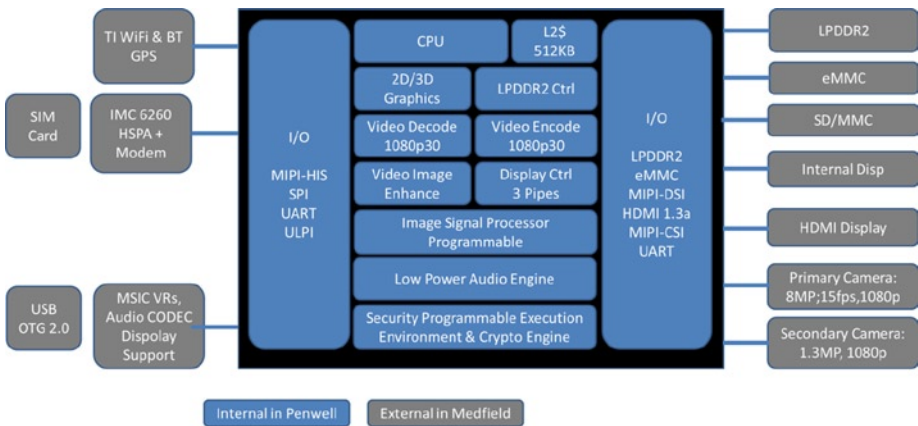 TI WiFi & BT
GPS
SIM
Card
IMC 6260
HSPA +
Modem
USB
OTG 2.0
MSIC VRs,
Audio CODEC
Dispolay
Support
I/O
MIPI-HIS
SPI
UART
ULPI
CPU
L2$
512KB
2D/3D
Graphics
LPDDR2 Ctrl
Video Decode
1080p30
Video Encode
1080p30
Video Image
Enhance
Display Ctrl
3 Pipes
Image Signal Processor
Programmable
Low Power Audio Engine
Security Programmable Execution
Environment & Crypto Engine
I/O
LPDDR2
eMMC
MIPI-DSI
HDMI 1.3a
MIPI-CSI
UART
LPDDR2
eMMC
SD/MMC
Internal Disp
HDMI Display
Primary Camera:
8MP;15fps,1080p
Secondary Camera:
1.3MP, 1080p
Internal in Penwell
External in Medfield